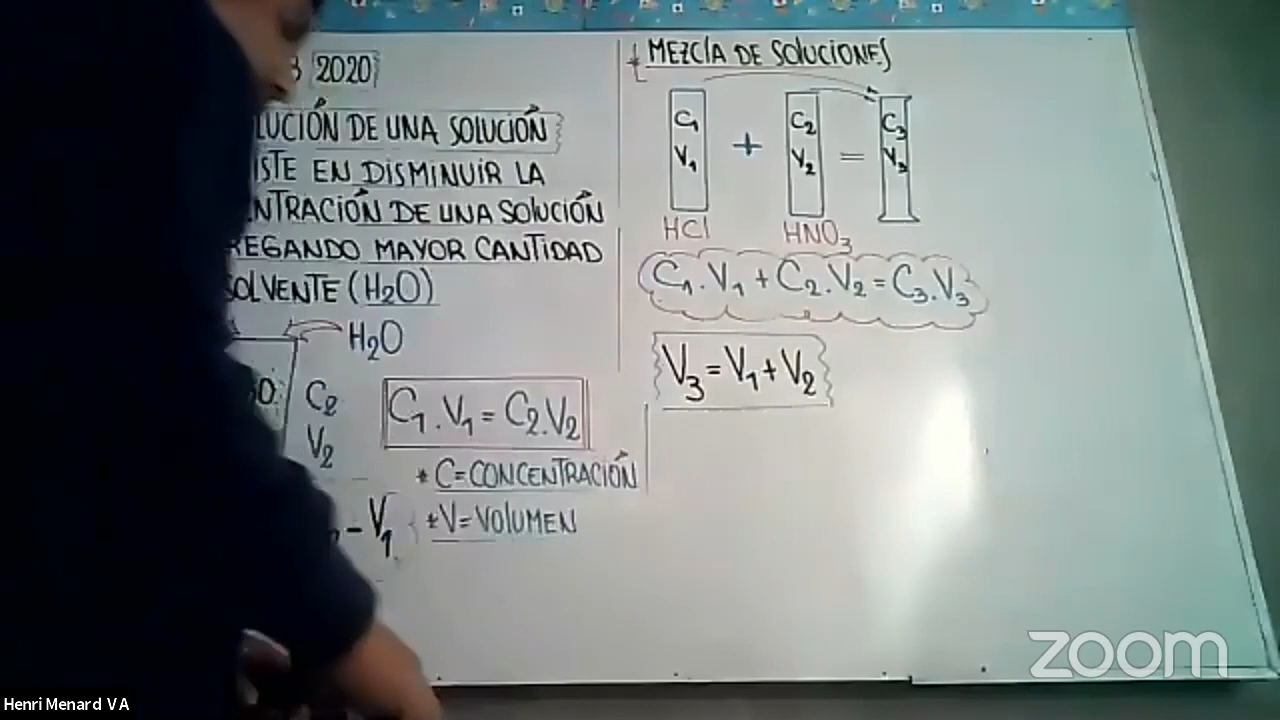 3 2020
LUCIÓN DE UNA SOLUCIÓN
ISTE EN DISMINUIR LA
NTRACIÓN DE UNA SOLUCIÓN
REGANDO MAYOR CANTIDAD
SOLVENTE (H₂O)
H₂O
C₂
V₂
C₁.V₁ = C₂.V₂
* C=CONCENTRACIÓN
- V₁
*V=VOLUMEN
* MEZCLA DE SOLUCIONES
C₁ C₂ C₃
V₁ + V₂ = V₃
HCl HNO₃
C₁.V₁ + C₂.V₂ = C₃.V₃
V₃ = V₁ + V₂
zoom
Henri Menard V A